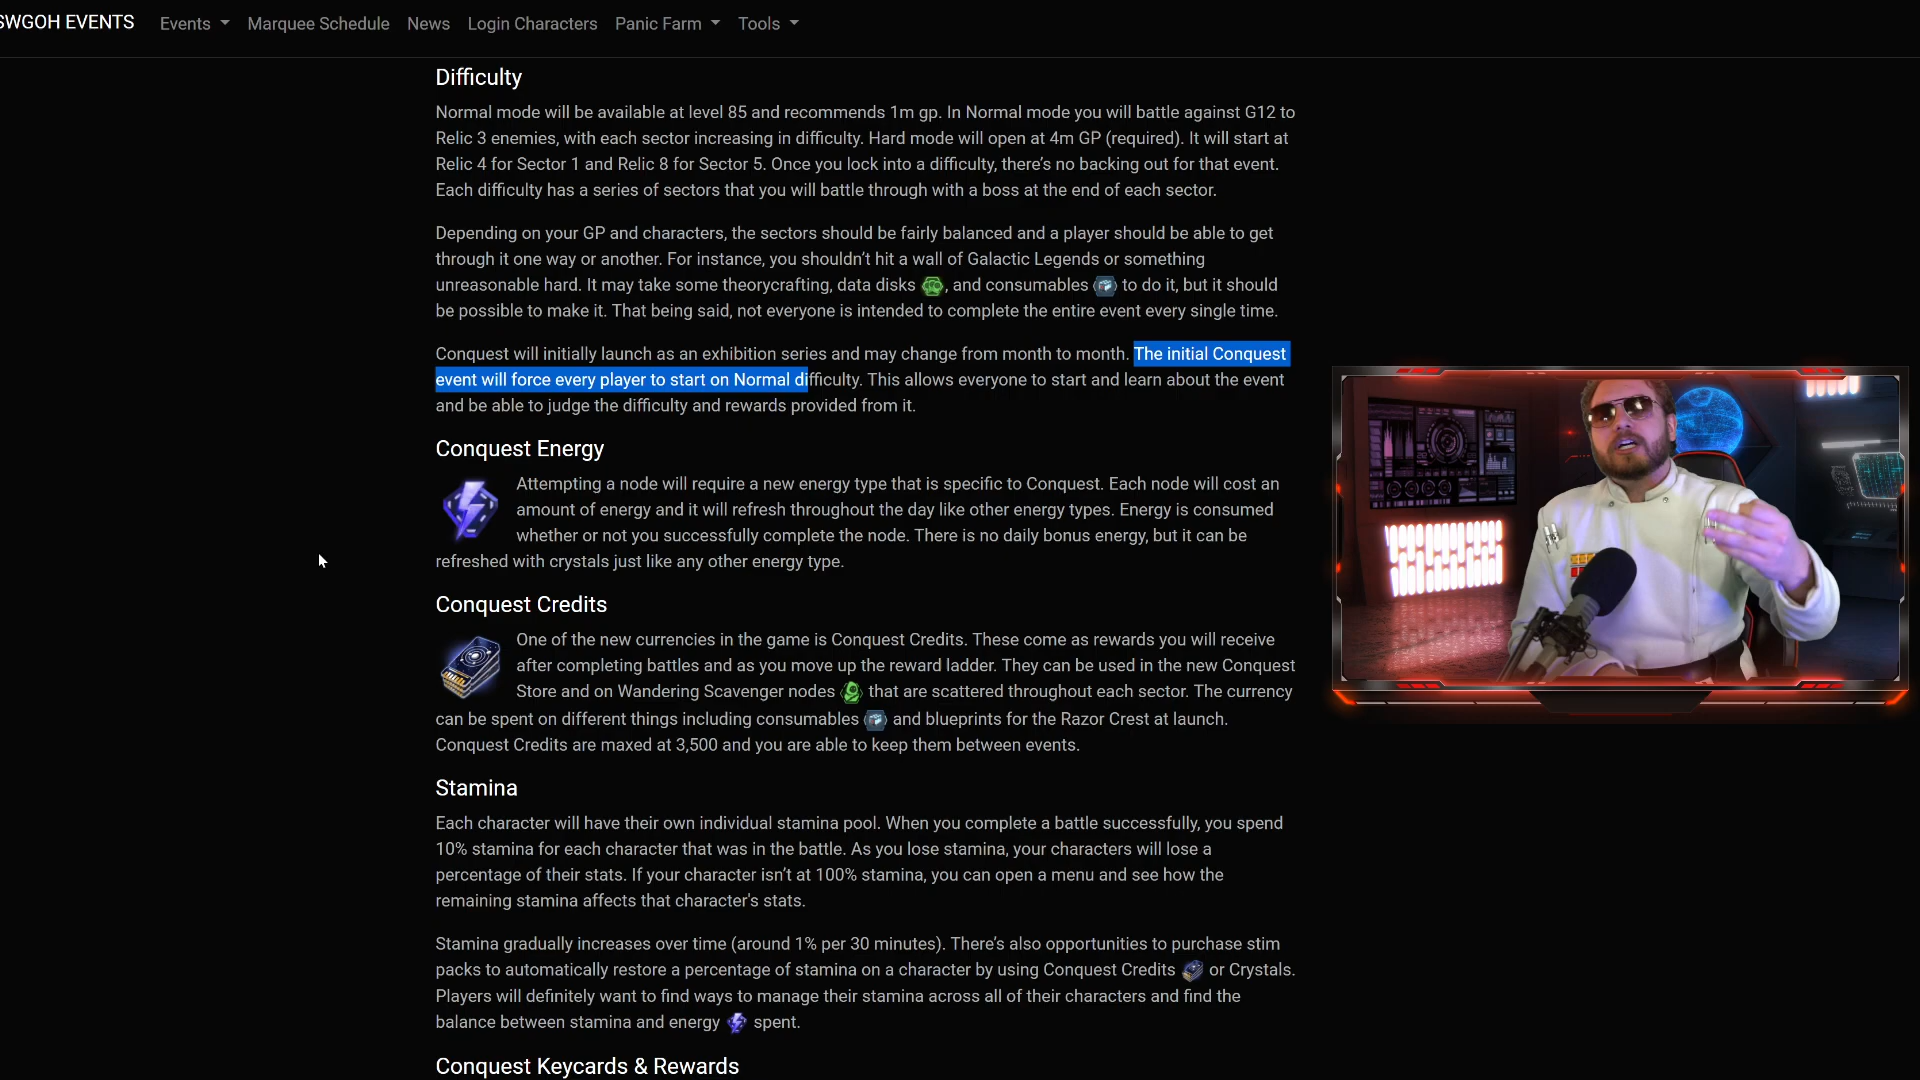 SWGOH EVENTS Events Marquee Schedule News Login Characters Panic Farm Tools
Difficulty
Normal mode will be available at level 85 and recommends 1m gp. In Normal mode you will battle against G12 to
Relic 3 enemies, with each sector increasing in difficulty. Hard mode will open at 4m GP (required). It will start at
Relic 4 for Sector 1 and Relic 8 for Sector 5. Once you lock into a difficulty, there's no backing out for that event.
Each difficulty has a series of sectors that you will battle through with a boss at the end of each sector.
Depending on your GP and characters, the sectors should be fairly balanced and a player should be able to get
through it one way or another. For instance, you shouldn't hit a wall of Galactic Legends or something
unreasonable hard. It may take some theorycrafting, data disks , and consumables to do it, but it should
be possible to make it. That being said, not everyone is intended to complete the entire event every single time.
Conquest will initially launch as an exhibition series and may change from month to month. The initial Conquest
event will force every player to start on Normal difficulty. This allows everyone to start and learn about the event
and be able to judge the difficulty and rewards provided from it.
Conquest Energy
Attempting a node will require a new energy type that is specific to Conquest. Each node will cost an
amount of energy and it will refresh throughout the day like other energy types. Energy is consumed
whether or not you successfully complete the node. There is no daily bonus energy, but it can be
refreshed with crystals just like any other energy type.
Conquest Credits
One of the new currencies in the game is Conquest Credits. These come as rewards you will receive
after completing battles and as you move up the reward ladder. They can be used in the new Conquest
Store and on Wandering Scavenger nodes that are scattered throughout each sector. The currency
can be spent on different things including consumables and blueprints for the Razor Crest at launch.
Conquest Credits are maxed at 3,500 and you are able to keep them between events.
Stamina
Each character will have their own individual stamina pool. When you complete a battle successfully, you spend
10% stamina for each character that was in the battle. As you lose stamina, your characters will lose a
percentage of their stats. If your character isn't at 100% stamina, you can open a menu and see how the
remaining stamina affects that character's stats.
Stamina gradually increases over time (around 1% per 30 minutes). There's also opportunities to purchase stim
packs to automatically restore a percentage of stamina on a character by using Conquest Credits or Crystals.
Players will definitely want to find ways to manage their stamina across all of their characters and find the
balance between stamina and energy spent.
Conquest Keycards & Rewards